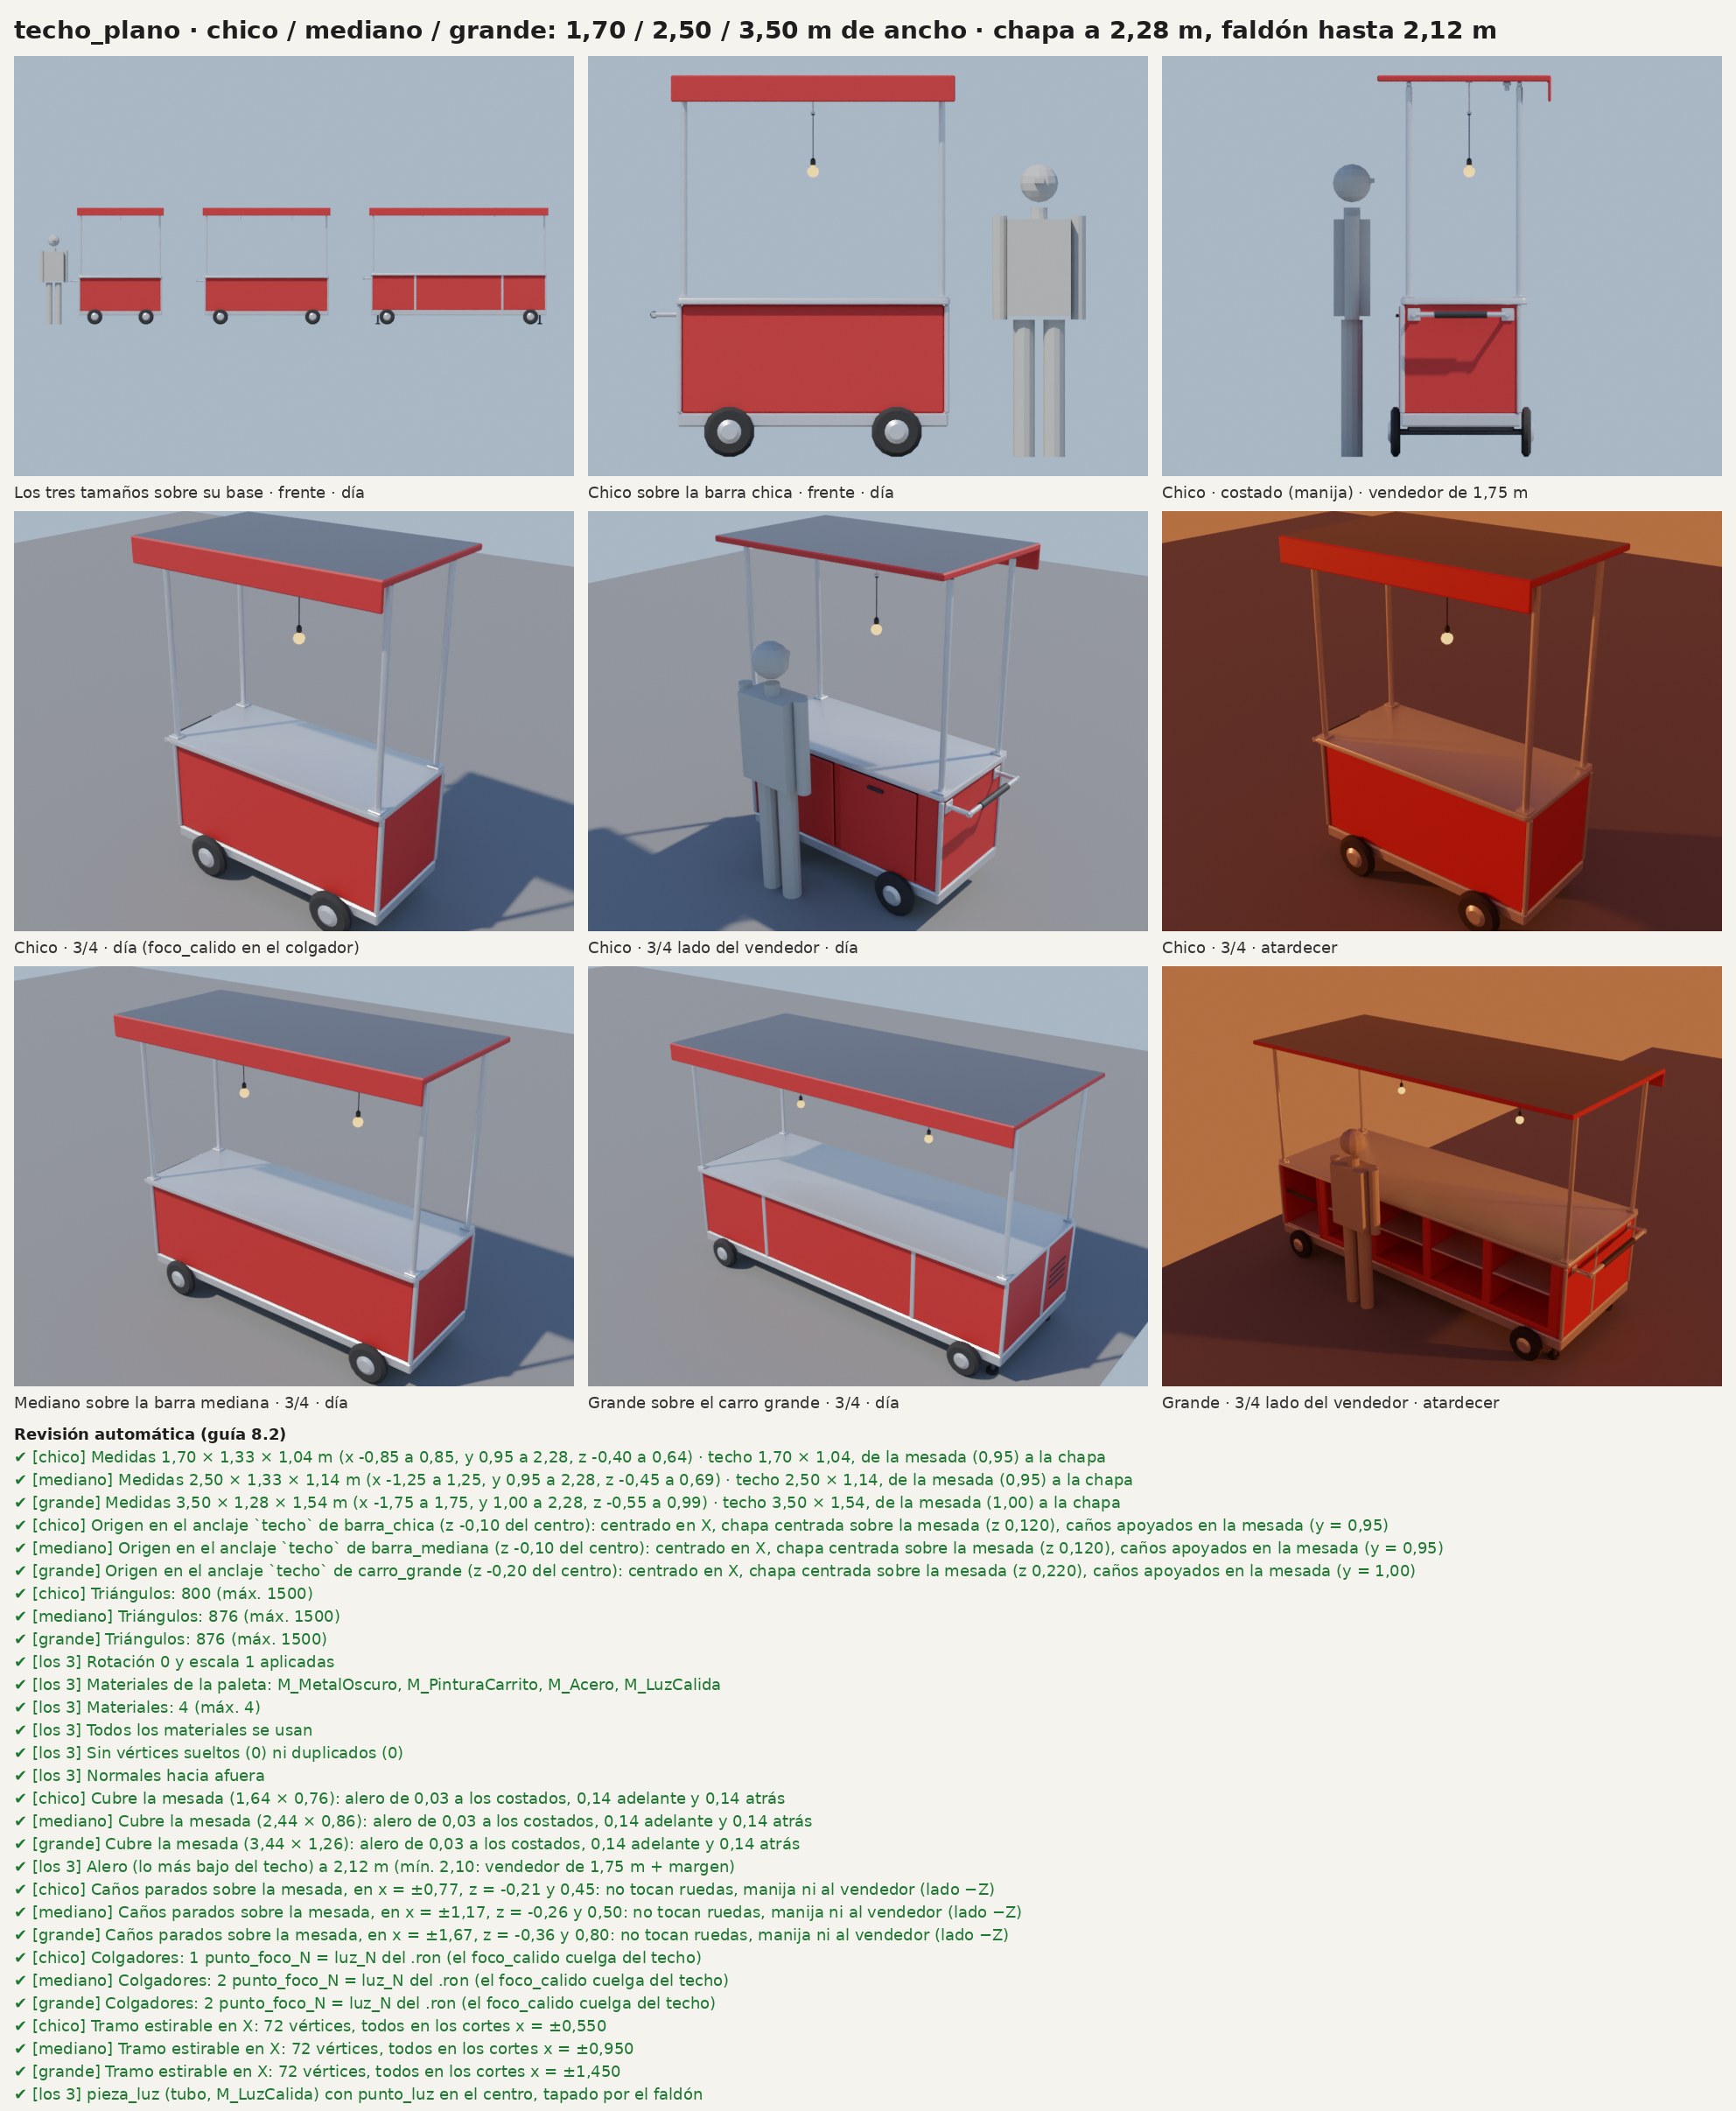 techo_plano · chico / mediano / grande: 1,70 / 2,50 / 3,50 m de ancho · chapa a 2,28 m, faldón hasta 2,12 m
Los tres tamaños sobre su base · frente · día
Chico sobre la barra chica · frente · día
Chico · costado (manija) · vendedor de 1,75 m
Chico · 3/4 · día (foco_calido en el colgador)
Chico · 3/4 lado del vendedor · día
Chico · 3/4 · atardecer
Mediano sobre la barra mediana · 3/4 · día
Grande sobre el carro grande · 3/4 · día
Grande · 3/4 lado del vendedor · atardecer
Revisión automática (guía 8.2)
✔ [chico] Medidas 1,70 × 1,33 × 1,04 m (x -0,85 a 0,85, y 0,95 a 2,28, z -0,40 a 0,64) · techo 1,70 × 1,04, de la mesada (0,95) a la chapa
✔ [mediano] Medidas 2,50 × 1,33 × 1,14 m (x -1,25 a 1,25, y 0,95 a 2,28, z -0,45 a 0,69) · techo 2,50 × 1,14, de la mesada (0,95) a la chapa
✔ [grande] Medidas 3,50 × 1,28 × 1,54 m (x -1,75 a 1,75, y 1,00 a 2,28, z -0,55 a 0,99) · techo 3,50 × 1,54, de la mesada (1,00) a la chapa
✔ [chico] Origen en el anclaje `techo` de barra_chica (z -0,10 del centro): centrado en X, chapa centrada sobre la mesada (z 0,120), caños apoyados en la mesada (y = 0,95)
✔ [mediano] Origen en el anclaje `techo` de barra_mediana (z -0,10 del centro): centrado en X, chapa centrada sobre la mesada (z 0,120), caños apoyados en la mesada (y = 0,95)
✔ [grande] Origen en el anclaje `techo` de carro_grande (z -0,20 del centro): centrado en X, chapa centrada sobre la mesada (z 0,220), caños apoyados en la mesada (y = 1,00)
✔ [chico] Triángulos: 800 (máx. 1500)
✔ [mediano] Triángulos: 876 (máx. 1500)
✔ [grande] Triángulos: 876 (máx. 1500)
✔ [los 3] Rotación 0 y escala 1 aplicadas
✔ [los 3] Materiales de la paleta: M_MetalOscuro, M_PinturaCarrito, M_Acero, M_LuzCalida
✔ [los 3] Materiales: 4 (máx. 4)
✔ [los 3] Todos los materiales se usan
✔ [los 3] Sin vértices sueltos (0) ni duplicados (0)
✔ [los 3] Normales hacia afuera
✔ [chico] Cubre la mesada (1,64 × 0,76): alero de 0,03 a los costados, 0,14 adelante y 0,14 atrás
✔ [mediano] Cubre la mesada (2,44 × 0,86): alero de 0,03 a los costados, 0,14 adelante y 0,14 atrás
✔ [grande] Cubre la mesada (3,44 × 1,26): alero de 0,03 a los costados, 0,14 adelante y 0,14 atrás
✔ [los 3] Alero (lo más bajo del techo) a 2,12 m (mín. 2,10: vendedor de 1,75 m + margen)
✔ [chico] Caños parados sobre la mesada, en x = ±0,77, z = -0,21 y 0,45: no tocan ruedas, manija ni al vendedor (lado −Z)
✔ [mediano] Caños parados sobre la mesada, en x = ±1,17, z = -0,26 y 0,50: no tocan ruedas, manija ni al vendedor (lado −Z)
✔ [grande] Caños parados sobre la mesada, en x = ±1,67, z = -0,36 y 0,80: no tocan ruedas, manija ni al vendedor (lado −Z)
✔ [chico] Colgadores: 1 punto_foco_N = luz_N del .ron (el foco_calido cuelga del techo)
✔ [mediano] Colgadores: 2 punto_foco_N = luz_N del .ron (el foco_calido cuelga del techo)
✔ [grande] Colgadores: 2 punto_foco_N = luz_N del .ron (el foco_calido cuelga del techo)
✔ [chico] Tramo estirable en X: 72 vértices, todos en los cortes x = ±0,550
✔ [mediano] Tramo estirable en X: 72 vértices, todos en los cortes x = ±0,950
✔ [grande] Tramo estirable en X: 72 vértices, todos en los cortes x = ±1,450
✔ [los 3] pieza_luz (tubo, M_LuzCalida) con punto_luz en el centro, tapado por el faldón